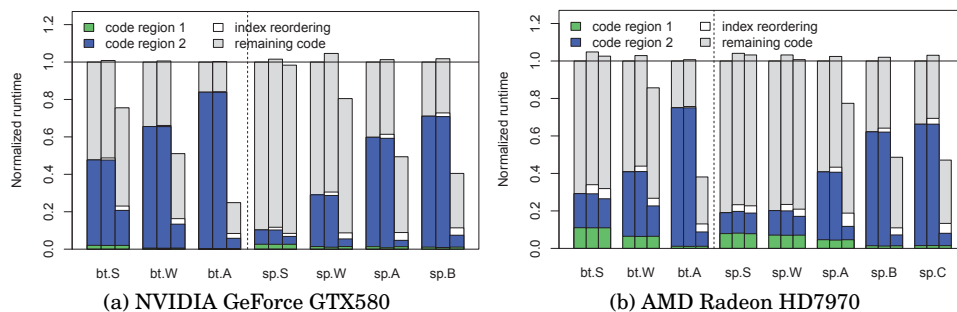 code region 1
code region 2
index reordering
remaining code
Normalized runtime
1.2
1.0
0.8
0.6
0.4
0.2
0.0
bt.S bt.W bt.A sp.S sp.W sp.A sp.B
(a) NVIDIA GeForce GTX580
code region 1
code region 2
index reordering
remaining code
Normalized runtime
1.2
1.0
0.8
0.6
0.4
0.2
0.0
bt.S bt.W bt.A sp.S sp.W sp.A sp.B sp.C
(b) AMD Radeon HD7970